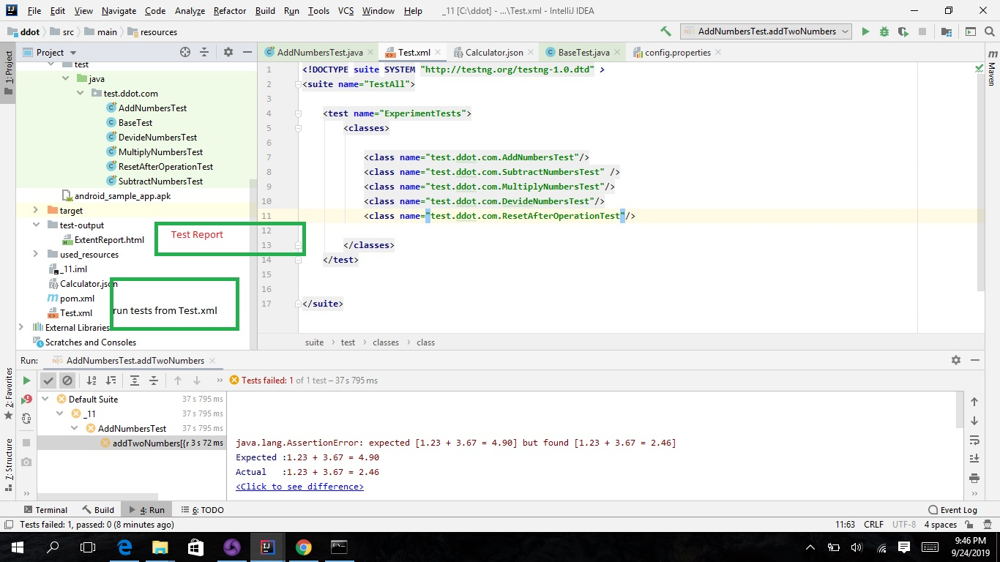 File Edit View Navigate Code Analyze Refactor Build Run Tools VCS Window Help _11 [C:\ddot] - ...\Test.xml - IntelliJ IDEA
ddot src main resources
AddNumbersTest.addTwoNumbers
1: Project
Project
AddNumbersTest.java Test.xml Calculator.json BaseTest.java config.properties
Maven
test
java
test.ddot.com
AddNumbersTest
BaseTest
DevideNumbersTest
MultiplyNumbersTest
ResetAfterOperationTest
SubtractNumbersTest
android_sample_app.apk
target
test-output
ExtentReport.html
used_resources
_11.iml
Calculator.json
pom.xml
Test.xml
External Libraries
Scratches and Consoles
Test Report
run tests from Test.xml
1 <!DOCTYPE suite SYSTEM "http://testng.org/testng-1.0.dtd" >
2 <suite name="TestAll">
3
4 <test name="ExperimentTests">
5 <classes>
6
7 <class name="test.ddot.com.AddNumbersTest"/>
8 <class name="test.ddot.com.SubtractNumbersTest" />
9 <class name="test.ddot.com.MultiplyNumbersTest"/>
10 <class name="test.ddot.com.DevideNumbersTest"/>
11 <class name="test.ddot.com.ResetAfterOperationTest"/>
12
13 </classes>
14 </test>
15
16
17 </suite>
suite test classes class
Run: AddNumbersTest.addTwoNumbers
2: Favorites
7: Structure
Tests failed: 1 of 1 test – 37 s 795 ms
Default Suite 37 s 795 ms
_11 37 s 795 ms
AddNumbersTest 37 s 795 ms
addTwoNumbers[{r 3 s 72 ms
java.lang.AssertionError: expected [1.23 + 3.67 = 4.90] but found [1.23 + 3.67 = 2.46]
Expected :1.23 + 3.67 = 4.90
Actual   :1.23 + 3.67 = 2.46
<Click to see difference>
Terminal Build 4: Run 6: TODO Event Log
Tests failed: 1, passed: 0 (8 minutes ago) 11:63 CRLF UTF-8 4 spaces
9:46 PM
9/24/2019